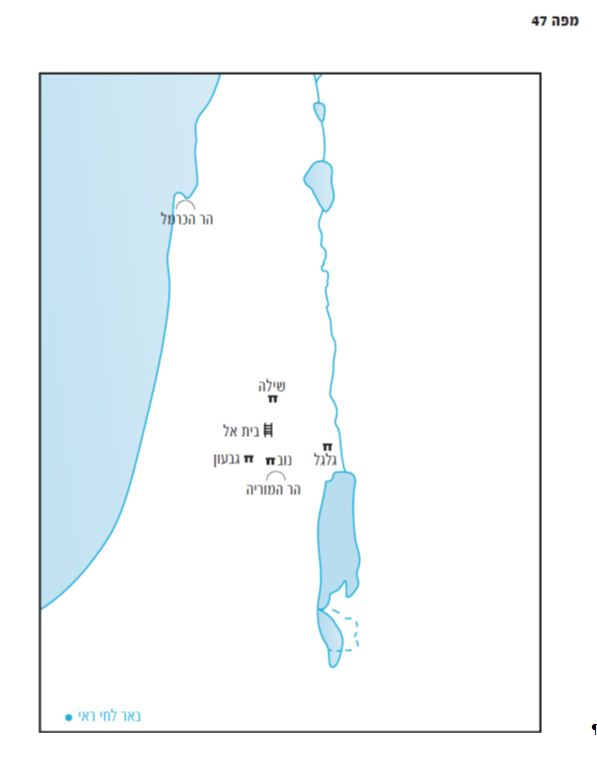 מפה 47
הר הכרמל
שילה
בית אל
גלגל
נוב
גבעון
הר המוריה
באר לחי ראי
¶